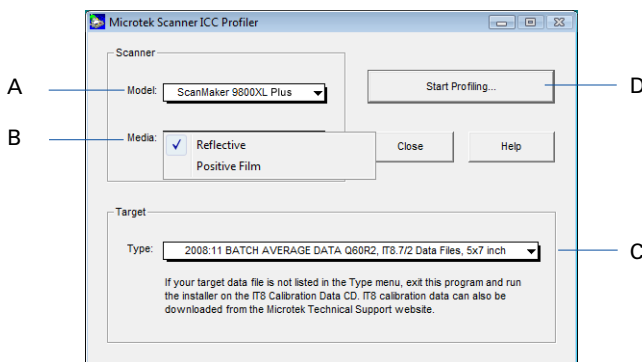 Microtek Scanner ICC Profiler
Scanner
A
Model: ScanMaker 9800XL Plus
Start Profiling...
D
B
Media:
Reflective
Positive Film
Close
Help
Target
Type: 2008:11 BATCH AVERAGE DATA Q60R2, IT8.7/2 Data Files, 5x7 inch
C
If your target data file is not listed in the Type menu, exit this program and run
the installer on the IT8 Calibration Data CD. IT8 calibration data can also be
downloaded from the Microtek Technical Support website.